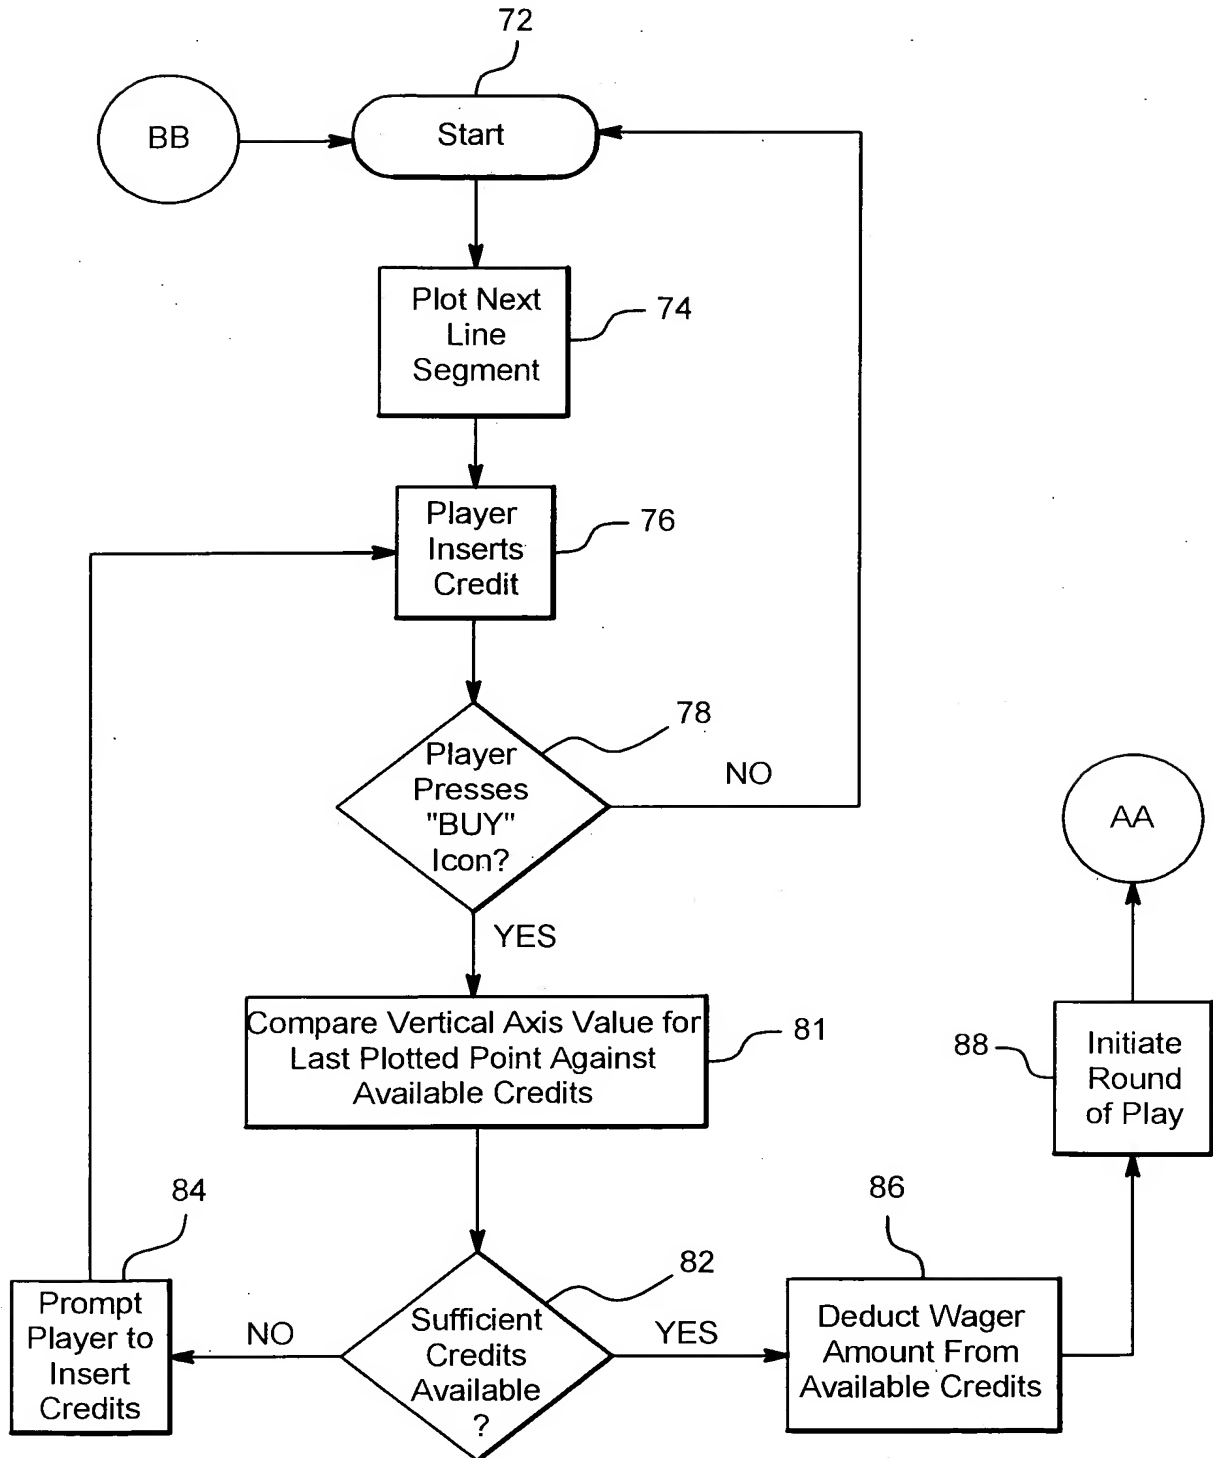 72
BB
Start
Plot Next
Line
Segment
74
Player
Inserts
Credit
76
78
Player
Presses
"BUY"
Icon?
NO
AA
YES
Compare Vertical Axis Value for
Last Plotted Point Against
Available Credits
81
88
Initiate
Round
of Play
84
86
82
Prompt
Player to
Insert
Credits
NO
Sufficient
Credits
Available
?
YES
Deduct Wager
Amount From
Available Credits